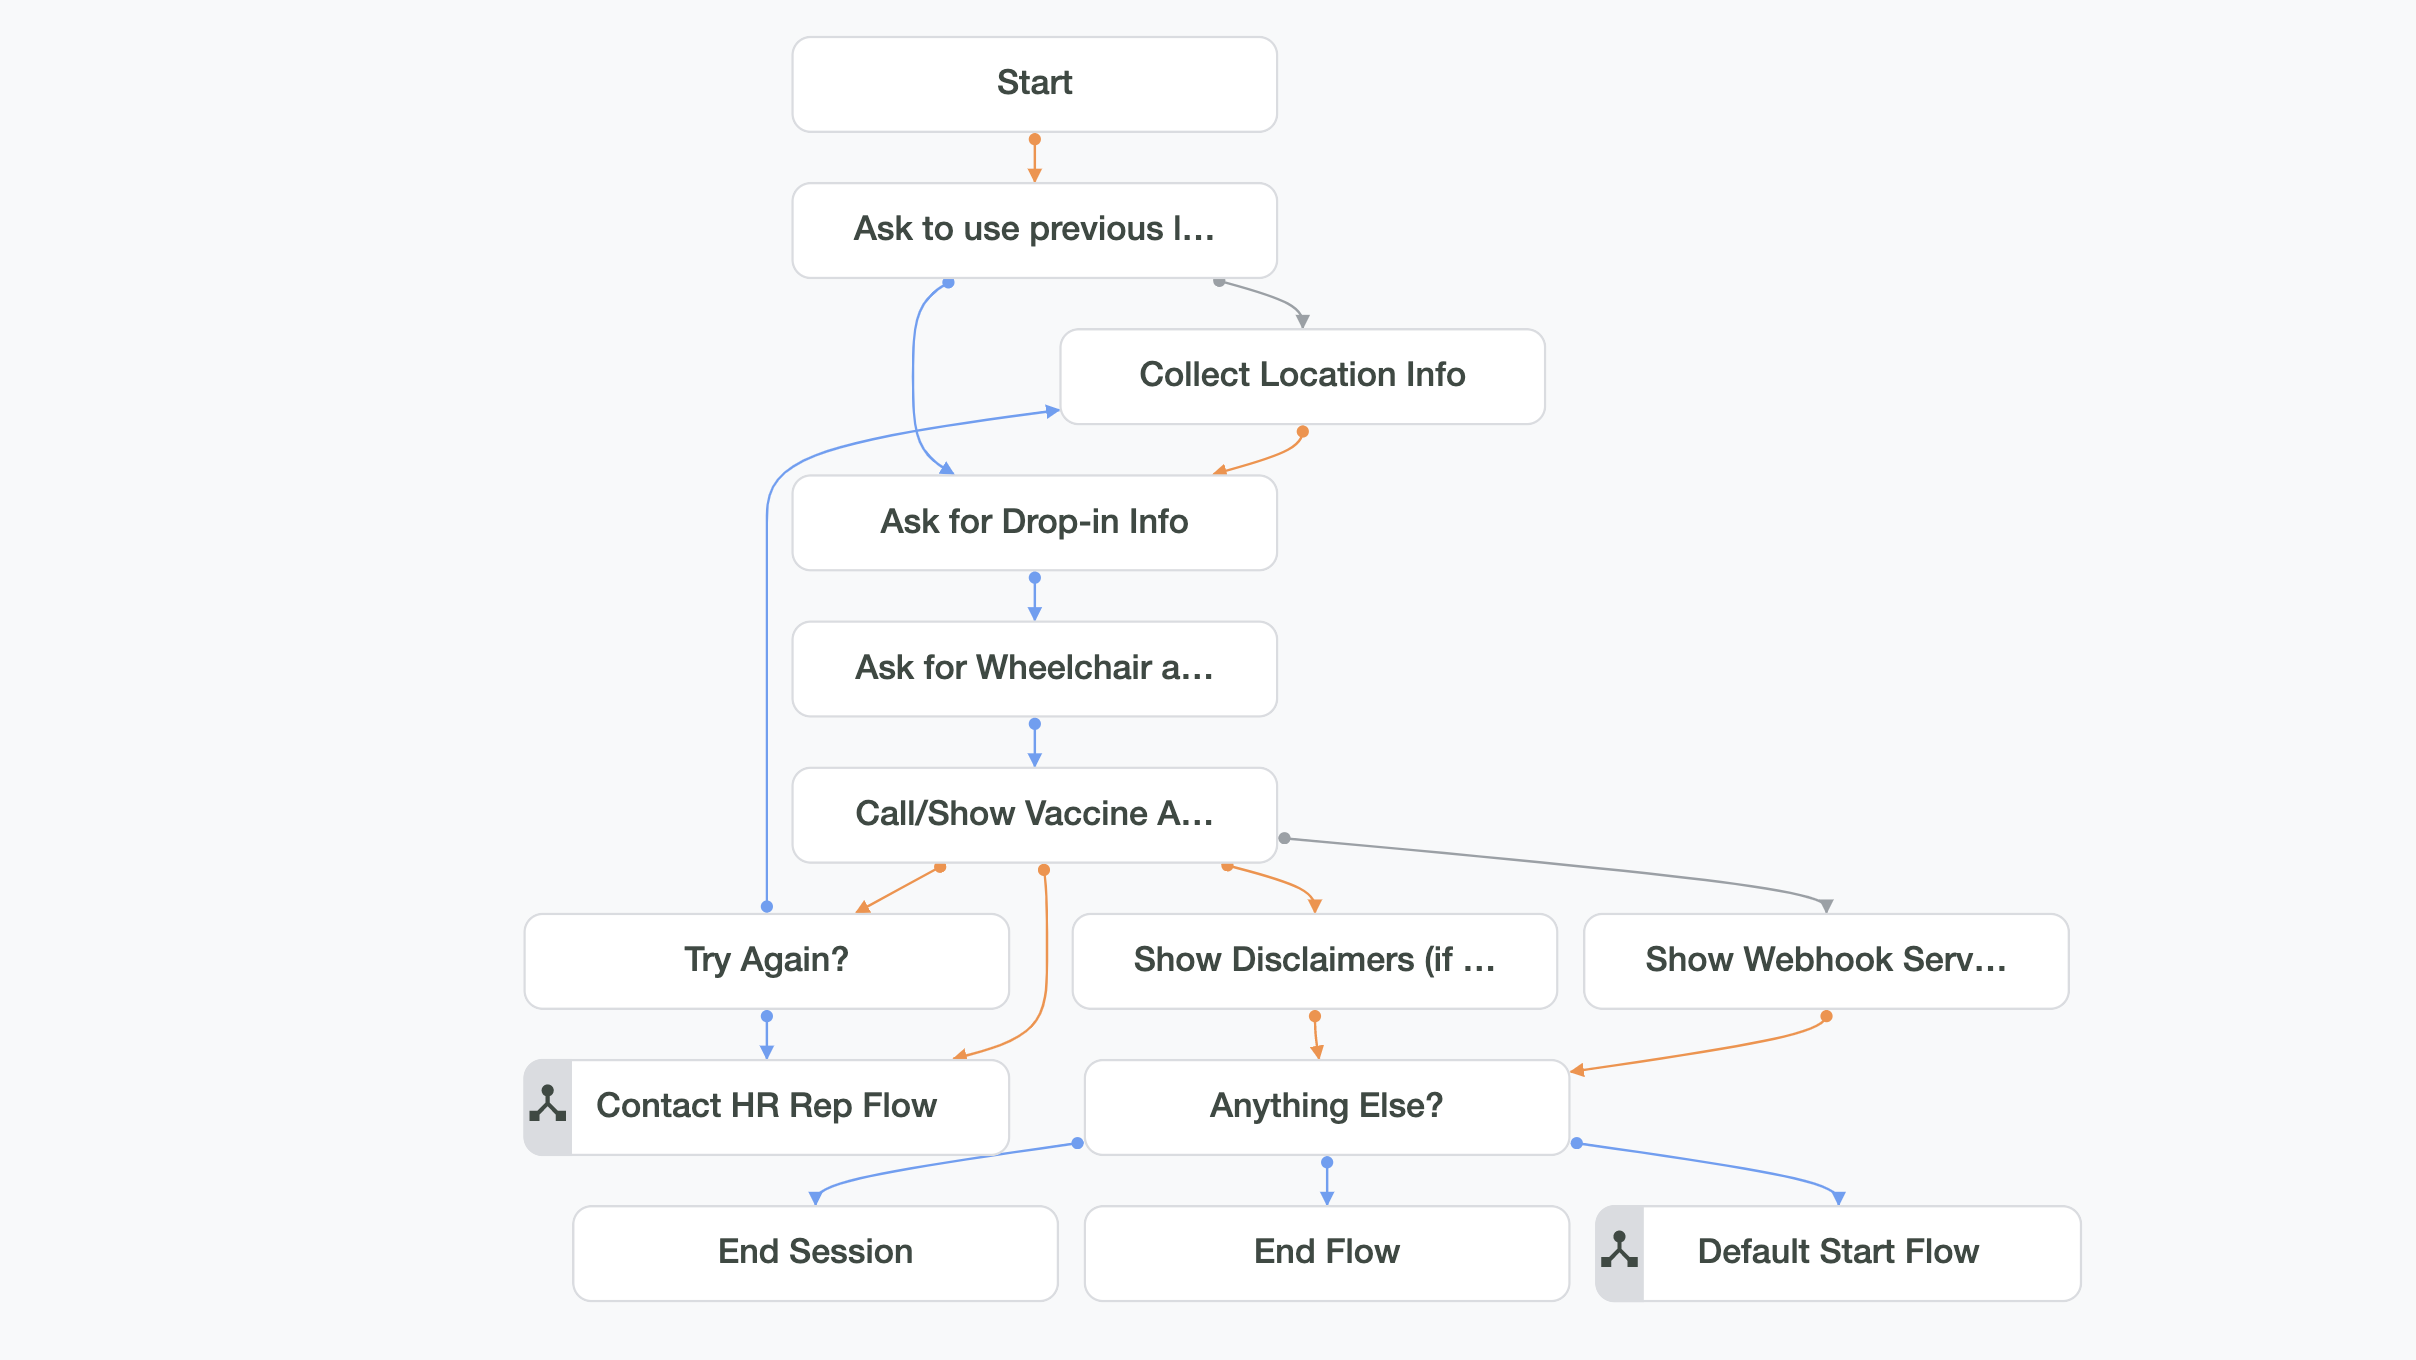 Start
Ask to use previous l…
Collect Location Info
Ask for Drop-in Info
Ask for Wheelchair a…
Call/Show Vaccine A…
Try Again?
Show Disclaimers (if …
Show Webhook Serv…
Contact HR Rep Flow
Anything Else?
End Session
End Flow
Default Start Flow